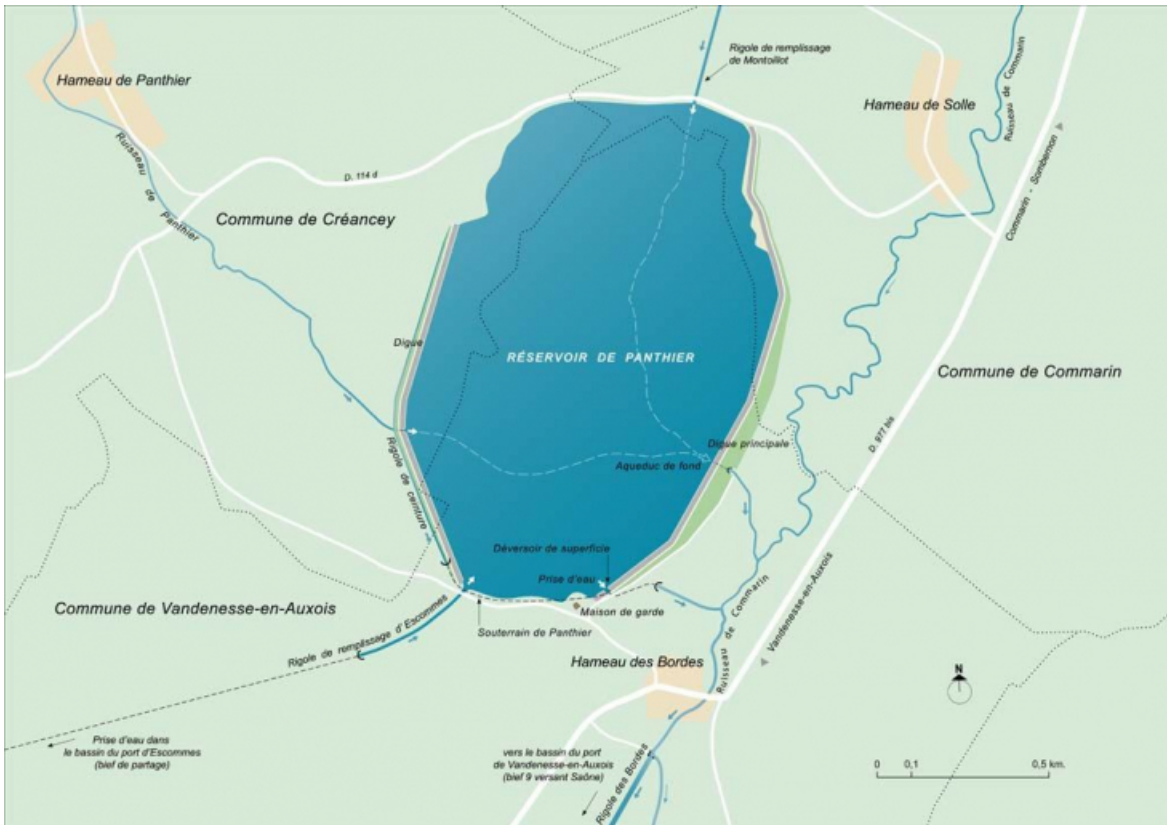 Rigole de remplissage
de Montoillot
Hameau de Panthier
Hameau de Solle
Ruisseau de Commarin
Ruisseau de Panthier
D. 114 d
Commarin - Sombernon
Commune de Créancey
Digue
RÉSERVOIR DE PANTHIER
Commune de Commarin
D. 977 bis
Digue principale
Aqueduc de fond
Rigole de ceinture
Déversoir de superficie
Prise d'eau
Commune de Vandenesse-en-Auxois
Maison de garde
Souterrain de Panthier
Rigole de remplissage d'Escommes
Ruisseau de Commarin
Vandenesse-en-Auxois
Hameau des Bordes
N
Prise d'eau dans
le bassin du port d'Escommes
(bief de partage)
vers le bassin du port
de Vandenesse-en-Auxois
(bief 9 versant Saône)
Rigole des Bordes
0 0,1 0,5 km.